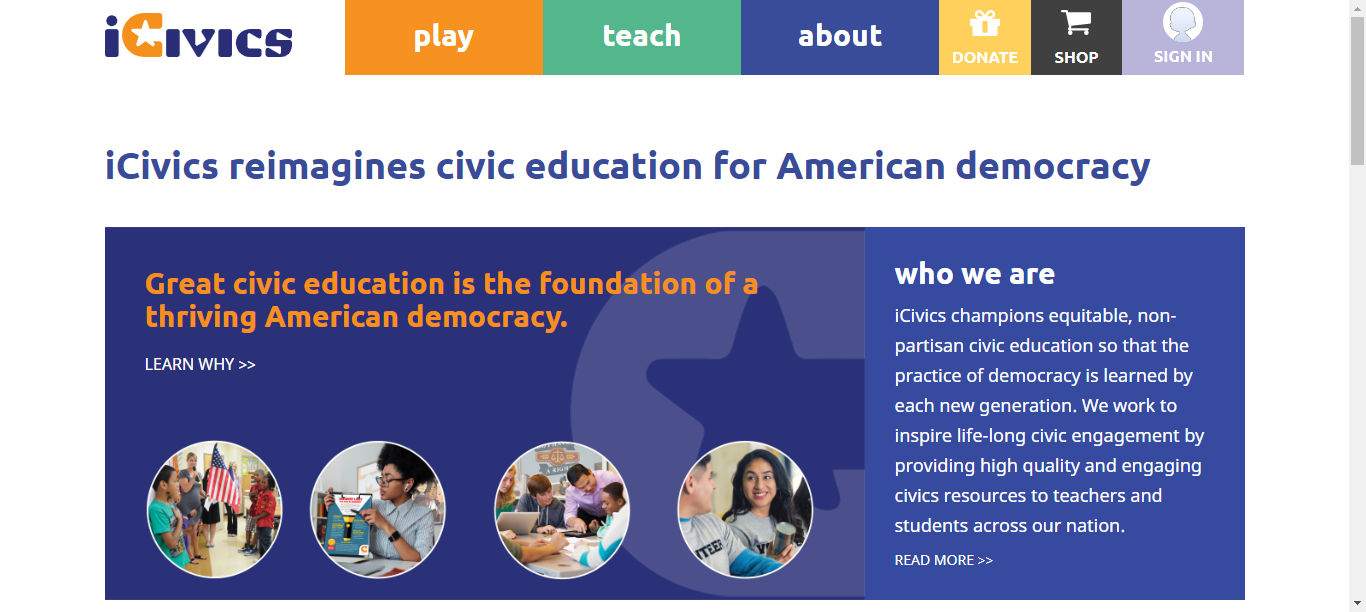 iCivics
play
teach
about
DONATE
SHOP
SIGN IN
iCivics reimagines civic education for American democracy
Great civic education is the foundation of a
thriving American democracy.
LEARN WHY >>
who we are
iCivics champions equitable, non-
partisan civic education so that the
practice of democracy is learned by
each new generation. We work to
inspire life-long civic engagement by
providing high quality and engaging
civics resources to teachers and
students across our nation.
READ MORE >>